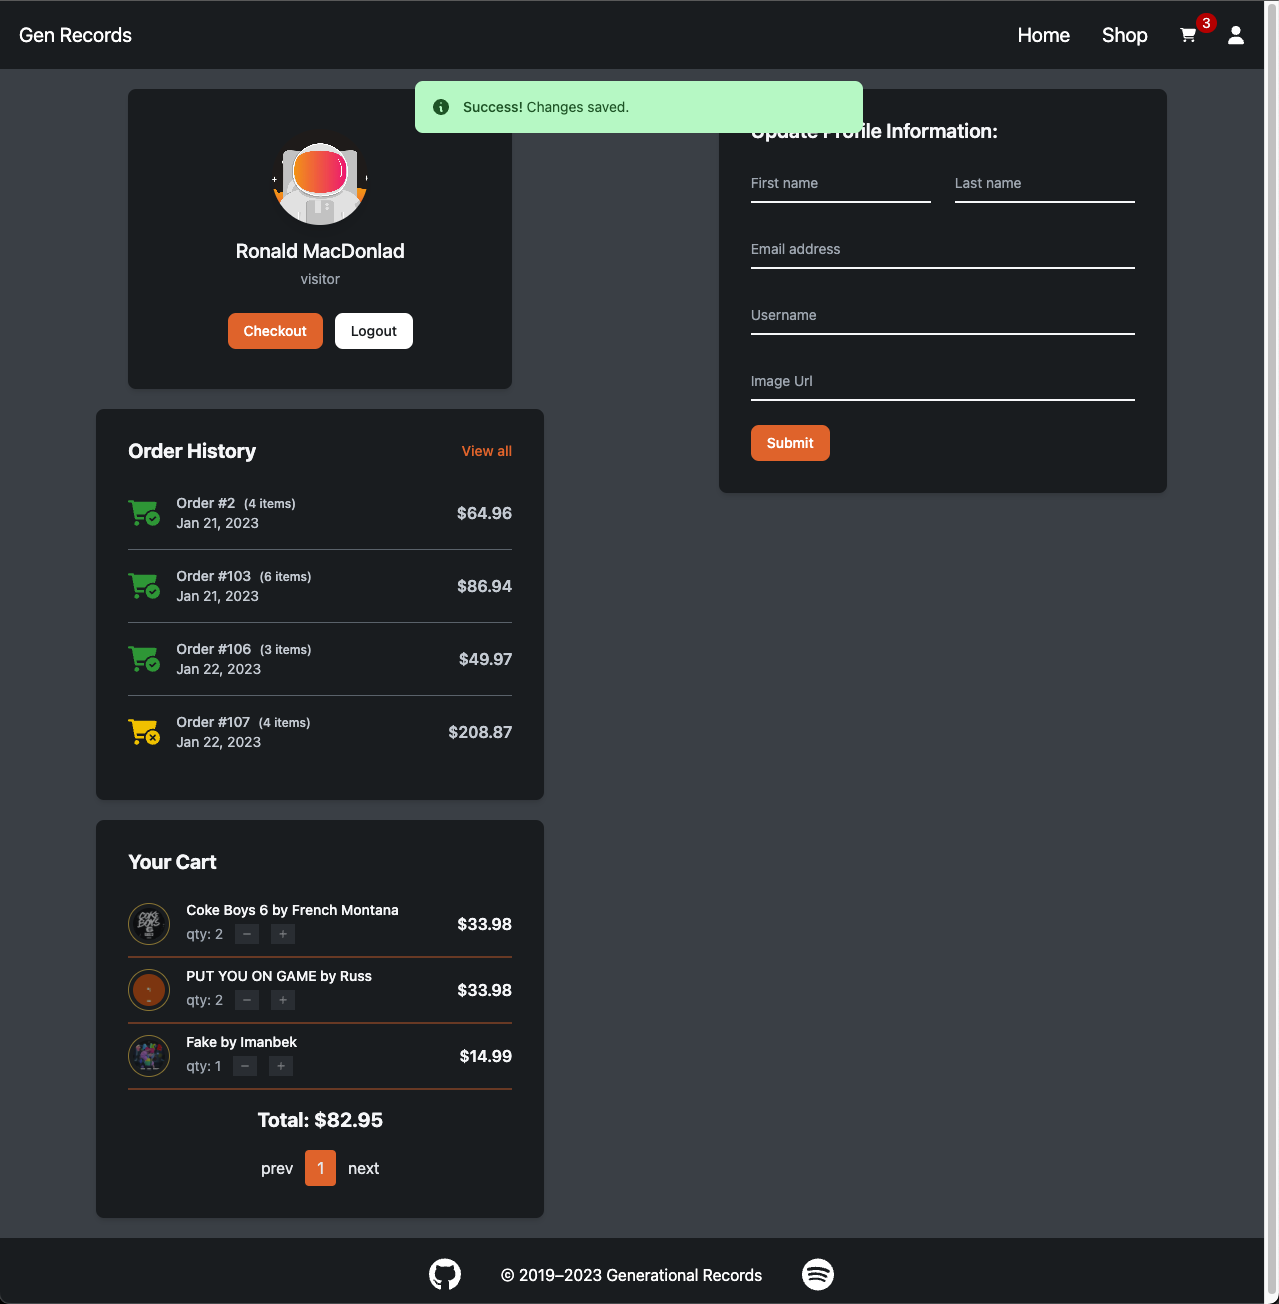 Gen Records
Home
Shop
3
Success! Changes saved.
Ronald MacDonlad
visitor
Checkout
Logout
Update Profile Information:
First name
Last name
Email address
Username
Image Url
Submit
Order History
View all
Order #2 (4 items)
Jan 21, 2023
$64.96
Order #103 (6 items)
Jan 21, 2023
$86.94
Order #106 (3 items)
Jan 22, 2023
$49.97
Order #107 (4 items)
Jan 22, 2023
$208.87
Your Cart
COKE
BOYS
6
Coke Boys 6 by French Montana
qty: 2 − +
$33.98
PUT YOU ON GAME by Russ
qty: 2 − +
$33.98
Fake by Imanbek
qty: 1 − +
$14.99
Total: $82.95
prev 1 next
© 2019–2023 Generational Records